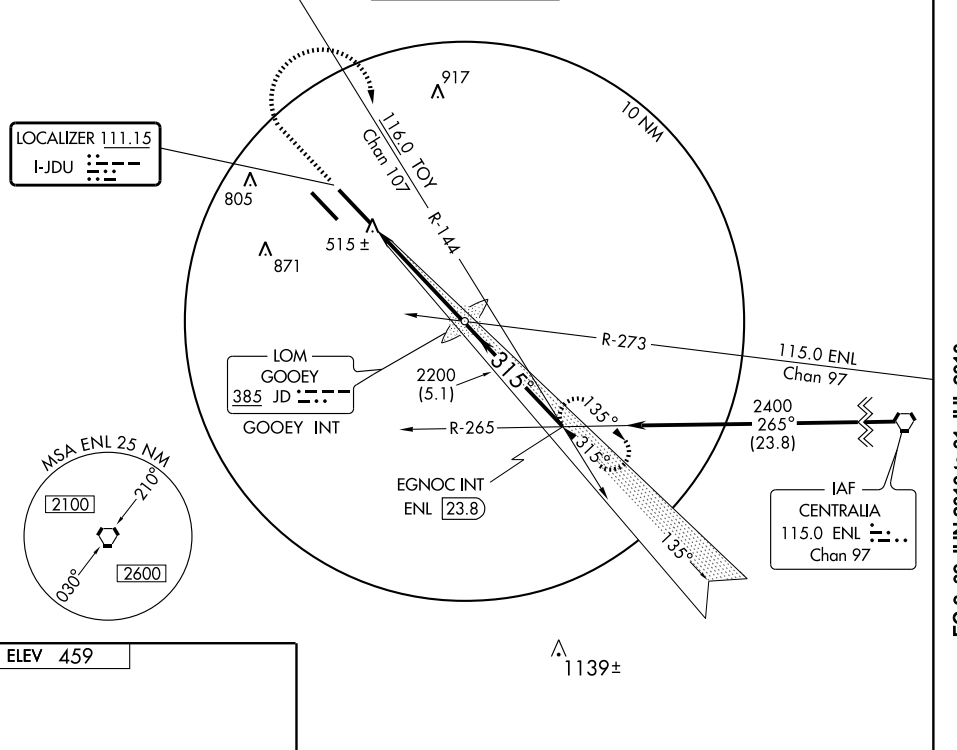 917
10 NM
LOCALIZER 111.15
I-JDU
116.0 TOY
Chan 107
R-144
805
515 ±
871
R-273
115.0 ENL
Chan 97
LOM
GOOEY
385 JD
GOOEY INT
2200
(5.1)
315°
135°
315°
R-265
2400
265°
(23.8)
EGNOC INT
ENL 23.8
IAF
CENTRALIA
115.0 ENL
Chan 97
MSA ENL 25 NM
2100
210°
030°
2600
135°
1139±
ELEV 459